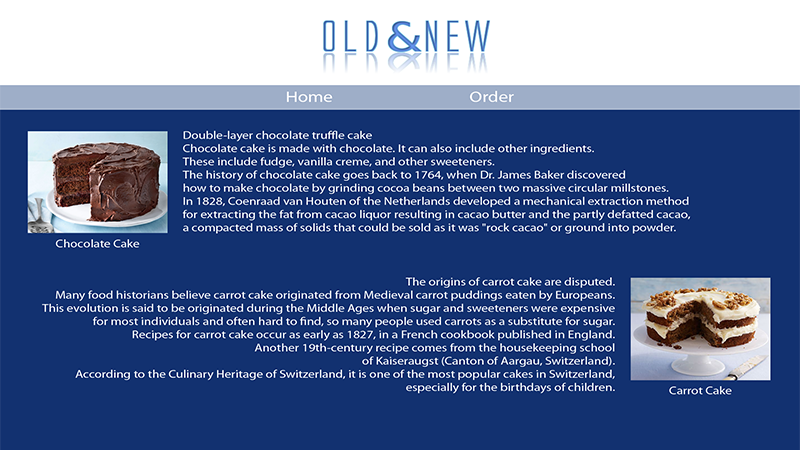 OLD&NEW
Home
Order
Double-layer chocolate truffle cake
Chocolate cake is made with chocolate. It can also include other ingredients.
These include fudge, vanilla creme, and other sweeteners.
The history of chocolate cake goes back to 1764, when Dr. James Baker discovered
how to make chocolate by grinding cocoa beans between two massive circular millstones.
In 1828, Coenraad van Houten of the Netherlands developed a mechanical extraction method
for extracting the fat from cacao liquor resulting in cacao butter and the partly defatted cacao,
a compacted mass of solids that could be sold as it was "rock cacao" or ground into powder.
Chocolate Cake
The origins of carrot cake are disputed.
Many food historians believe carrot cake originated from Medieval carrot puddings eaten by Europeans.
This evolution is said to be originated during the Middle Ages when sugar and sweeteners were expensive
for most individuals and often hard to find, so many people used carrots as a substitute for sugar.
Recipes for carrot cake occur as early as 1827, in a French cookbook published in England.
Another 19th-century recipe comes from the housekeeping school
of Kaiseraugst (Canton of Aargau, Switzerland).
According to the Culinary Heritage of Switzerland, it is one of the most popular cakes in Switzerland,
especially for the birthdays of children.
Carrot Cake